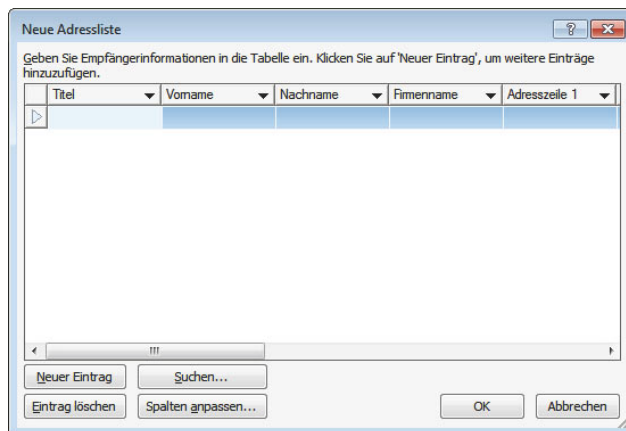 Neue Adressliste
Geben Sie Empfängerinformationen in die Tabelle ein. Klicken Sie auf 'Neuer Eintrag', um weitere Einträge
hinzuzufügen.
Titel Vorname Nachname Firmenname Adresszeile 1
Neuer Eintrag Suchen...
Eintrag löschen Spalten anpassen... OK Abbrechen